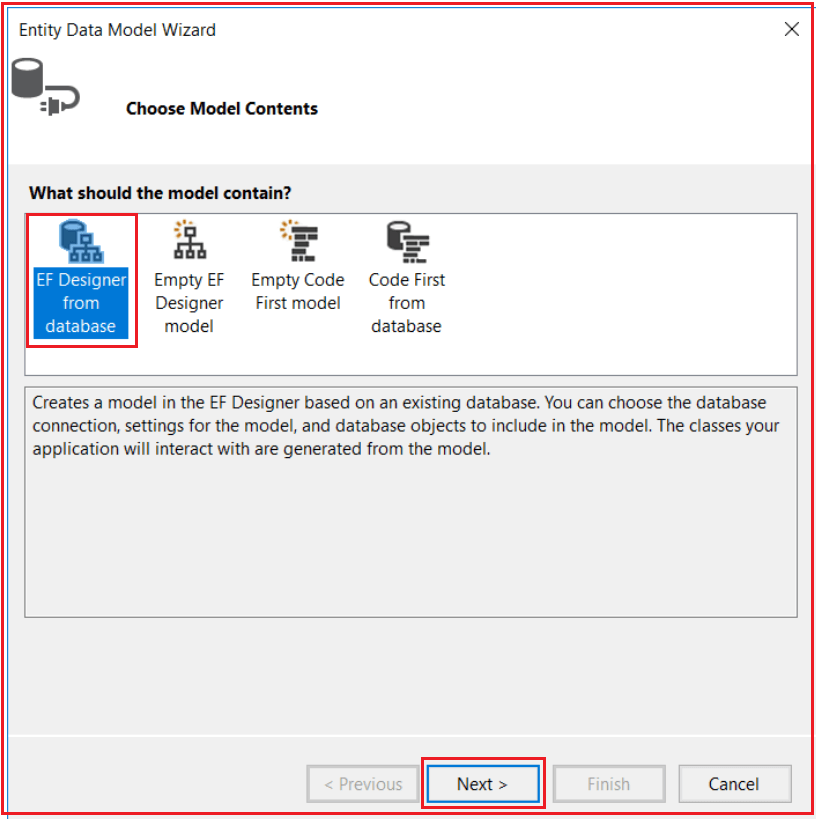 Entity Data Model Wizard
Choose Model Contents
What should the model contain?
EF Designer
from
database
Empty EF
Designer
model
Empty Code
First model
Code First
from
database
Creates a model in the EF Designer based on an existing database. You can choose the database
connection, settings for the model, and database objects to include in the model. The classes your
application will interact with are generated from the model.
< Previous
Next >
Finish
Cancel